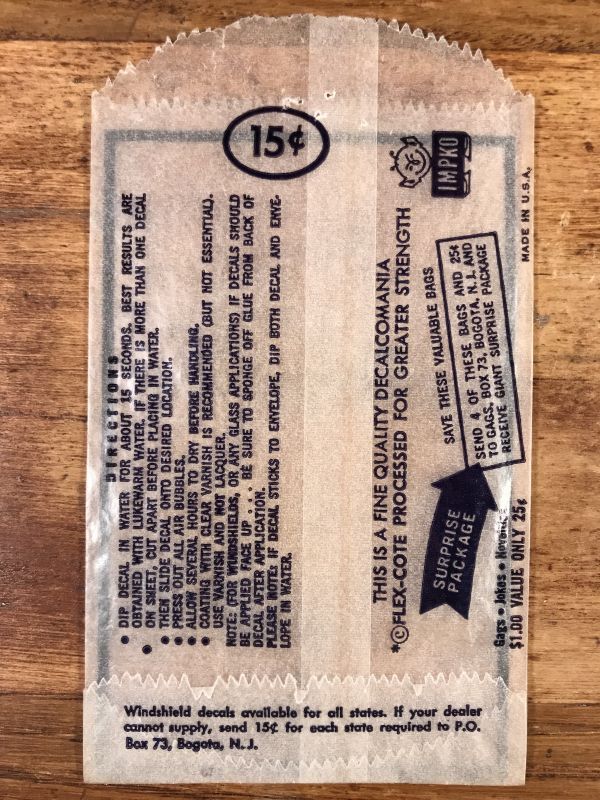 15¢
DIRECTIONS
• DIP DECAL IN WATER FOR ABOUT 15 SECONDS. BEST RESULTS ARE
OBTAINED WITH LUKEWARM WATER. IF THERE IS MORE THAN ONE DECAL
ON SHEET, CUT APART BEFORE PLACING IN WATER.
• THEN SLIDE DECAL ONTO DESIRED LOCATION.
• PRESS OUT ALL AIR BUBBLES.
• ALLOW SEVERAL HOURS TO DRY BEFORE HANDLING.
• COATING WITH CLEAR VARNISH IS RECOMMENDED (BUT NOT ESSENTIAL).
USE VARNISH AND NOT LACQUER.
NOTE: (FOR WINDSHIELDS, OR ANY GLASS APPLICATIONS) IF DECALS SHOULD
BE APPLIED FACE UP . . . BE SURE TO SPONGE OFF GLUE FROM BACK OF
DECAL AFTER APPLICATION.
PLEASE NOTE: IF DECAL STICKS TO ENVELOPE, DIP BOTH DECAL AND ENVE-
LOPE IN WATER.
THIS IS A FINE QUALITY DECALCOMANIA
*©FLEX-COTE PROCESSED FOR GREATER STRENGTH
IMPKO
SAVE THESE VALUABLE BAGS
SEND 4 OF THESE BAGS AND 25¢
TO GAGS, BOX 73, BOGOTA, N. J. AND
RECEIVE GIANT SURPRISE PACKAGE
SURPRISE
PACKAGE
Gags • Jokes •
$1.00 VALUE ONLY 25¢
MADE IN U.S.A.
Windshield decals available for all states. If your dealer
cannot supply, send 15¢ for each state required to P.O.
Box 73, Bogota, N. J.